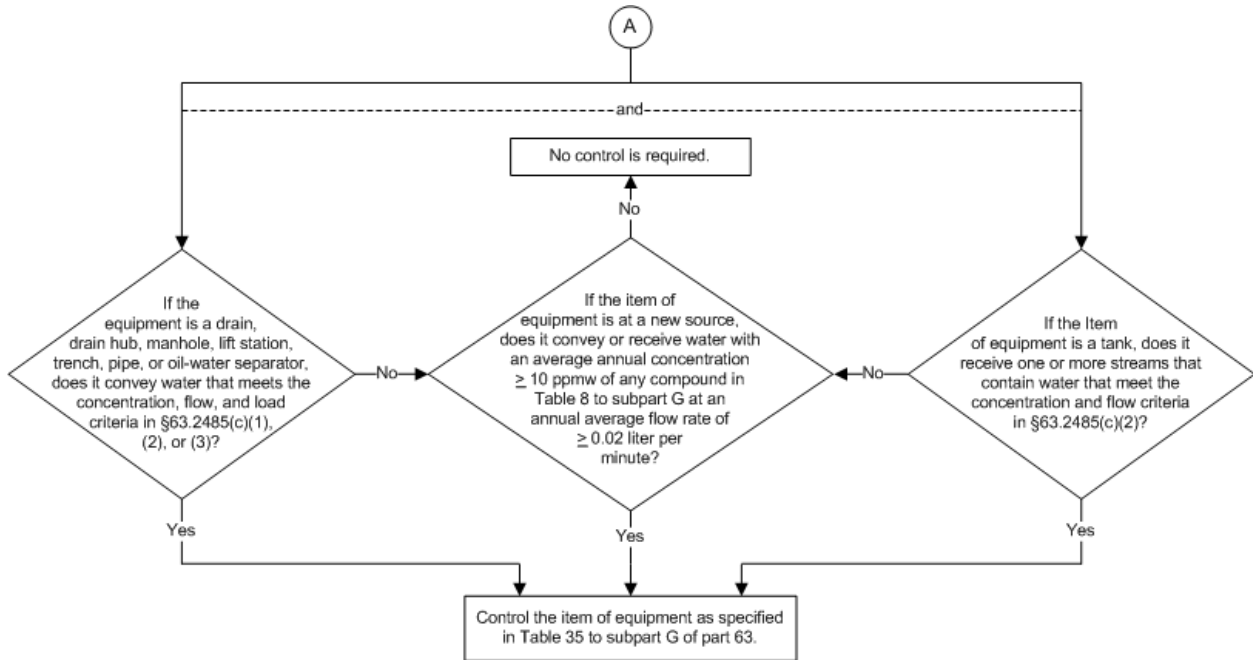 A
and
No control is required.
No
If the
equipment is a drain,
drain hub, manhole, lift station,
trench, pipe, or oil-water separator,
does it convey water that meets the
concentration, flow, and load
criteria in §63.2485(c)(1),
(2), or (3)?
No
If the item of
equipment is at a new source,
does it convey or receive water with
an average annual concentration
≥ 10 ppmw of any compound in
Table 8 to subpart G at an
annual average flow rate of
≥ 0.02 liter per
minute?
No
If the Item
of equipment is a tank, does it
receive one or more streams that
contain water that meet the
concentration and flow criteria
in §63.2485(c)(2)?
Yes
Yes
Yes
Control the item of equipment as specified
in Table 35 to subpart G of part 63.